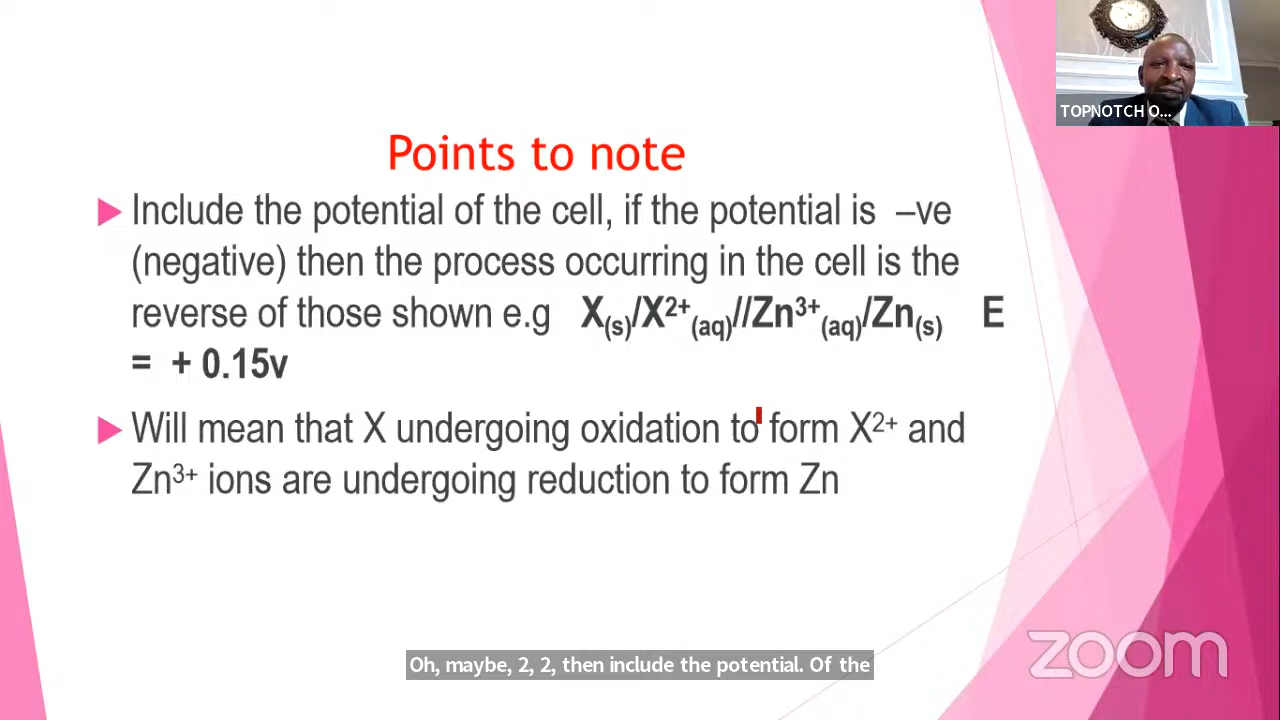 TOPNOTCH O...
Points to note
Include the potential of the cell, if the potential is –ve
(negative) then the process occurring in the cell is the
reverse of those shown e.g X(s)/X²⁺(aq)//Zn³⁺(aq)/Zn(s) E
= + 0.15v
Will mean that X undergoing oxidation to form X²⁺ and
Zn³⁺ ions are undergoing reduction to form Zn
Oh, maybe, 2, 2, then include the potential. Of the
zoom